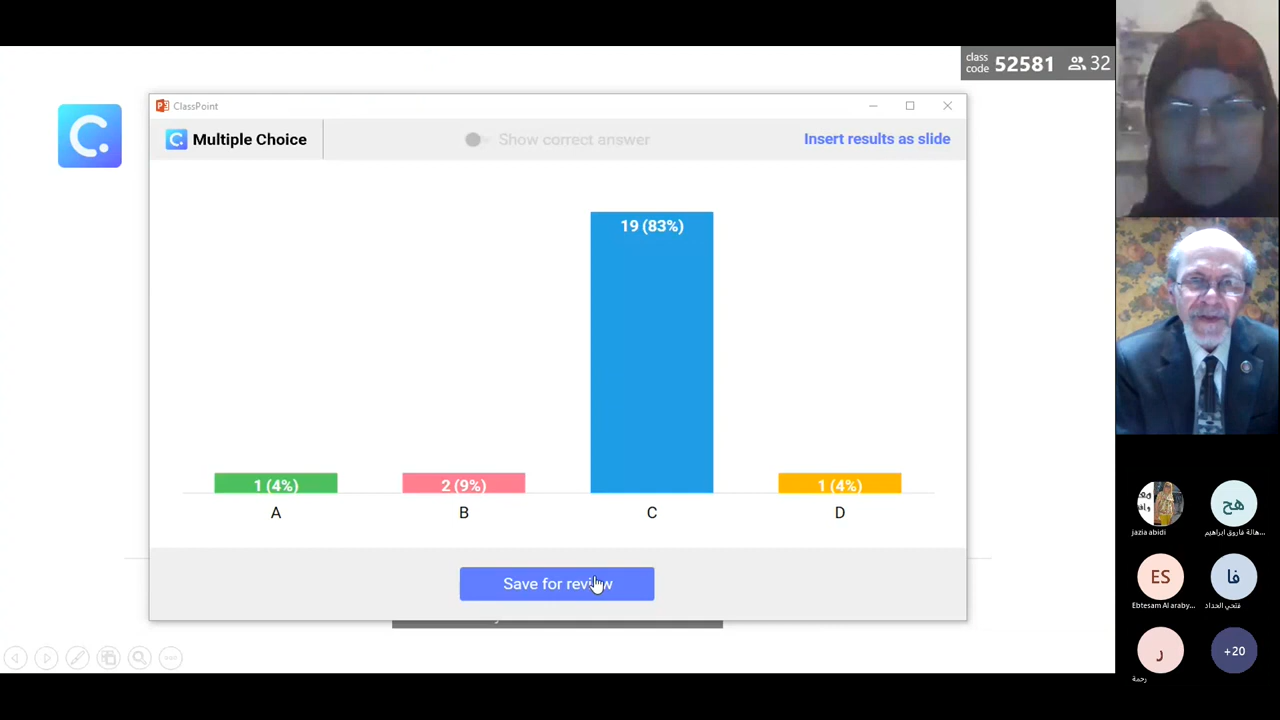 class
code 52581 32
ClassPoint
Multiple Choice
Show correct answer
Insert results as slide
19 (83%)
1 (4%)
2 (9%)
1 (4%)
A
B
C
D
Save for review
jazia abidi
هح
هالة فاروق ابراهيم...
ES
Ebtesam Al araby...
فا
فتحي الحداد
ر
رحمة
+20